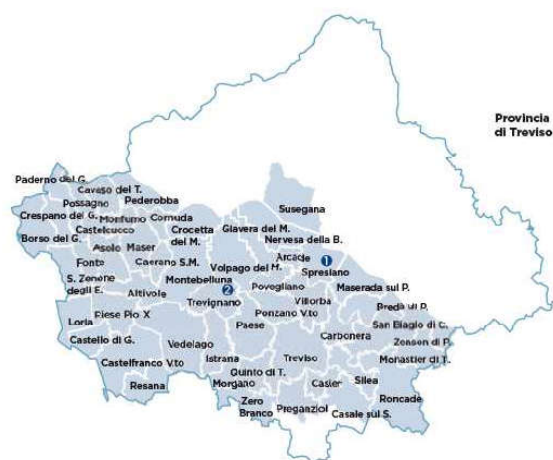 Provincia
di Treviso
Paderno del G.
Cavaso del T.
Possagno
Pederobba
Susegana
Crespano del G.
Monfumo
Cornuda
Castelcucco
Crocetta
del M.
Giavera del M.
Borso del G.
Asolo
Maser
Nervesa della B.
Fonte
Caerano S.M.
Arcade
1
Volpago del M.
Spresiano
S. Zenone
degli E.
Montebelluna
Povegliano
Maserada sul P.
Altivole
2
Trevignano
Villorba
Breda di P.
Loria
Riese Pio X
Ponzano V.to
Paese
Carbonera
San Biagio di C.
Castello di G.
Vedelago
Zenson di P.
Castelfranco V.to
Istrana
Treviso
Monastier di T.
Resana
Quinto di T.
Morgano
Casier
Silea
Roncade
Zero
Branco
Preganziol
Casale sul S.